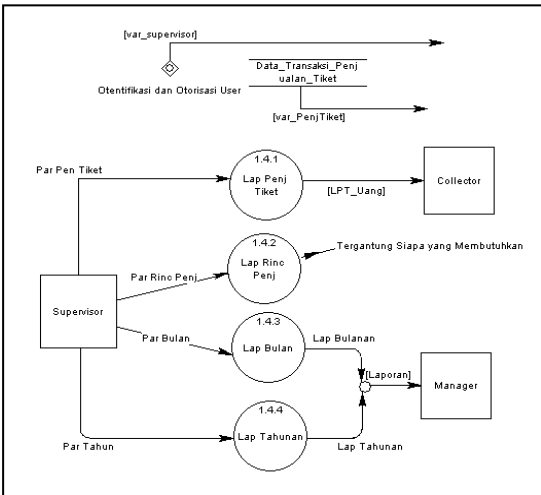 [var_supervisor]
Otentifikasi dan Otorisasi User
Data_Transaksi_Penj
ualan_Tiket
[var_PenjTiket]
Par Pen Tiket
1.4.1
Lap Penj
Tiket
[LPT_Uang]
Collector
1.4.2
Lap Rinc
Penj
Tergantung Siapa yang Membutuhkan
Par Rinc Penj
Supervisor
Par Bulan
1.4.3
Lap Bulan
Lap Bulanan
[Laporan]
Manager
1.4.4
Lap Tahunan
Par Tahun
Lap Tahunan